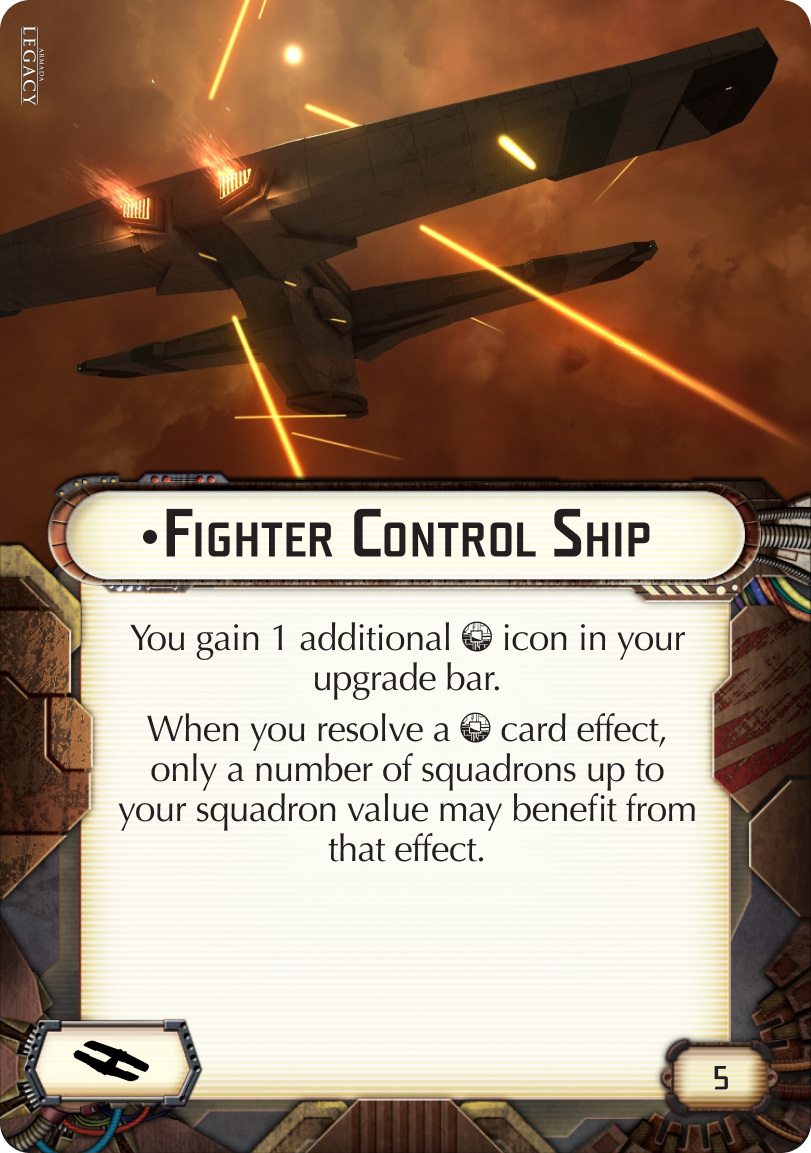 ARMADA
LEGACY
•Fighter Control Ship
You gain 1 additional icon in your
upgrade bar.
When you resolve a card effect,
only a number of squadrons up to
your squadron value may benefit from
that effect.
5